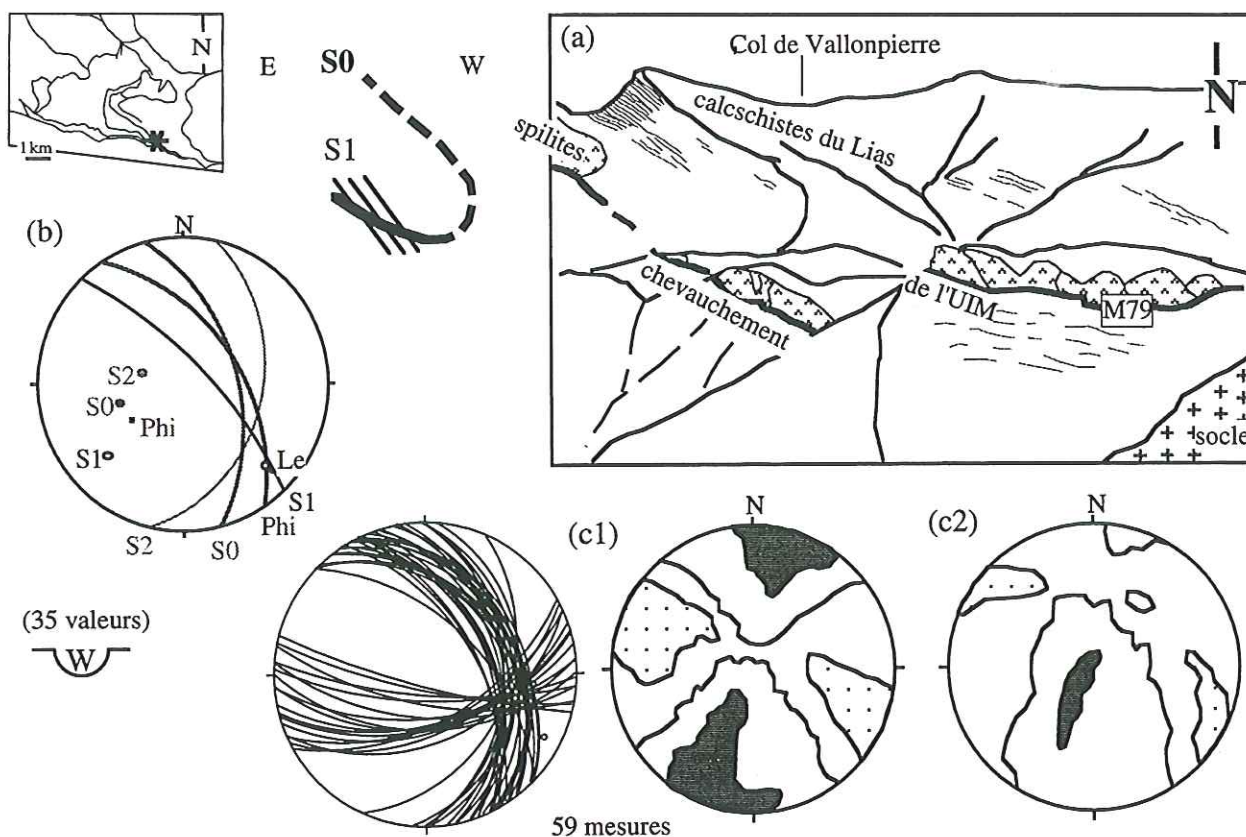 N
1 km
E
S0
W
S1
(a)
Col de Vallonpierre
N
calcschistes du Lias
spilites
chevauchement
de l'UIM
M79
socle
(b)
N
S2
S0
Phi
S1
Le
S1
Phi
S2
S0
(35 valeurs)
W
(c1)
N
(c2)
N
59 mesures